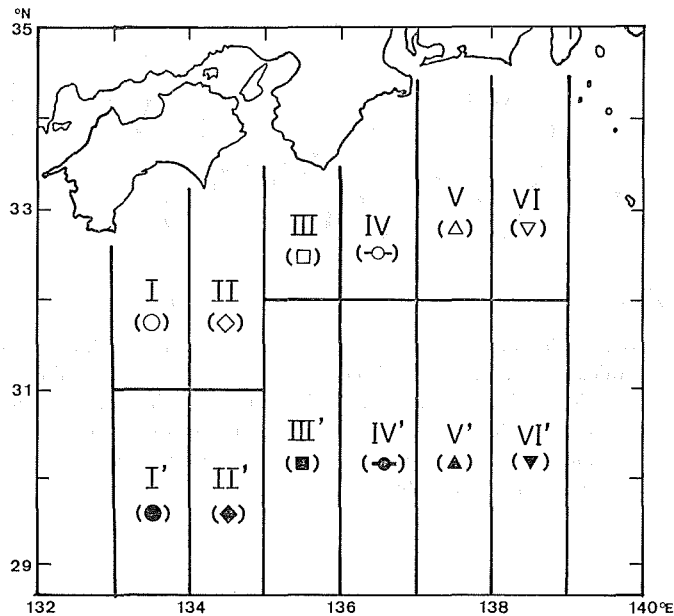 °N
35
33
31
29
V VI
III IV
(△) (▽)
(□) (-○-)
I II
(○) (◇)
III' IV' V' VI'
(■) (-●-) (▲) (▼)
I' II'
(●) (◆)
132 134 136 138 140°E